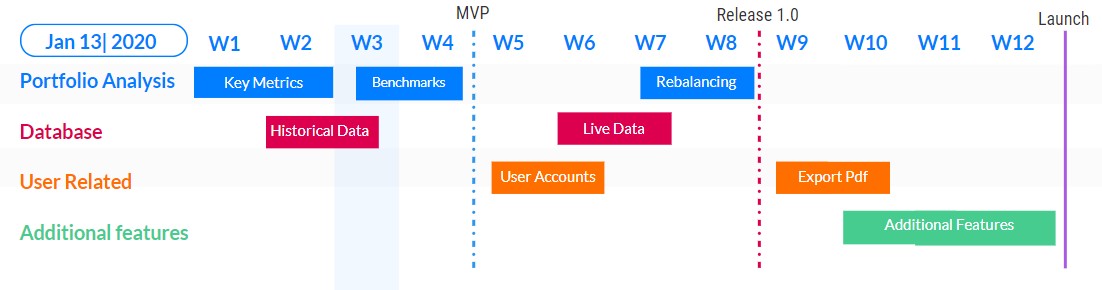 MVP
Release 1.0
Launch
Jan 13| 2020
W1 W2 W3 W4 W5 W6 W7 W8 W9 W10 W11 W12
Portfolio Analysis Key Metrics Benchmarks Rebalancing
Database Historical Data Live Data
User Related User Accounts Export Pdf
Additional features Additional Features